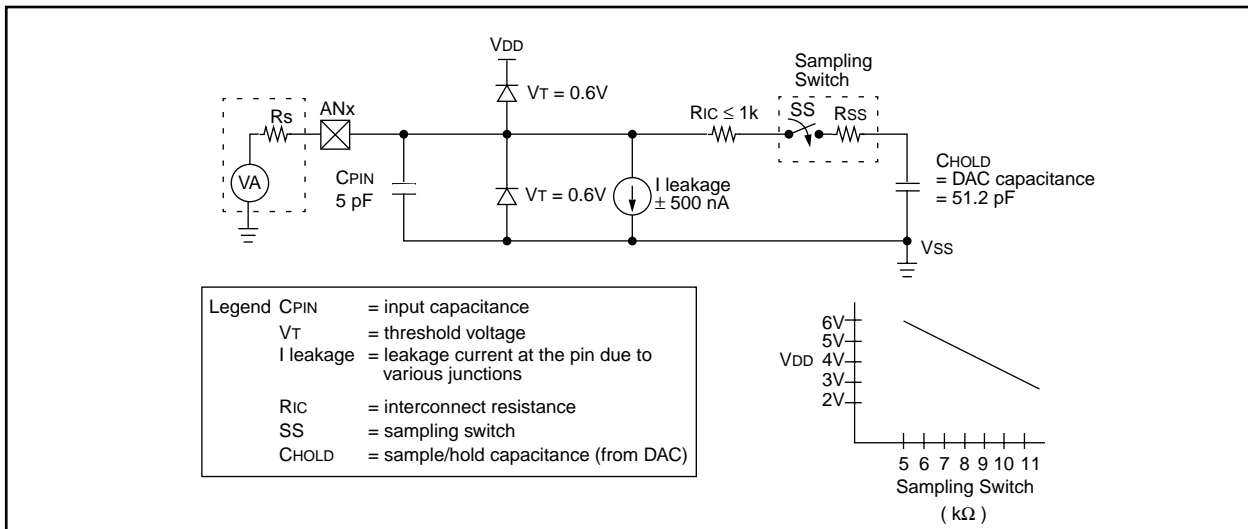 VDD
Sampling
Switch
VT = 0.6V
ANx
RS
RIC ≤ 1k
SS
RSS
VA
CPIN
5 pF
VT = 0.6V
I leakage
± 500 nA
CHOLD
= DAC capacitance
= 51.2 pF
VSS
Legend CPIN = input capacitance
VT = threshold voltage
I leakage = leakage current at the pin due to
various junctions
RIC = interconnect resistance
SS = sampling switch
CHOLD = sample/hold capacitance (from DAC)
6V
5V
VDD 4V
3V
2V
5 6 7 8 9 10 11
Sampling Switch
( kΩ )